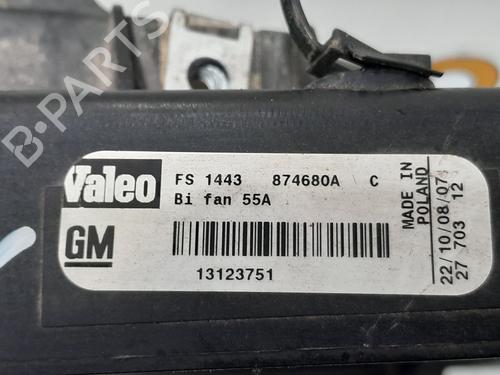 B-PARTS
Valeo
FS 1443 874680A C
Bi fan 55A
GM
13123751
MADE IN
POLAND
22/10/08/07
27 703 12